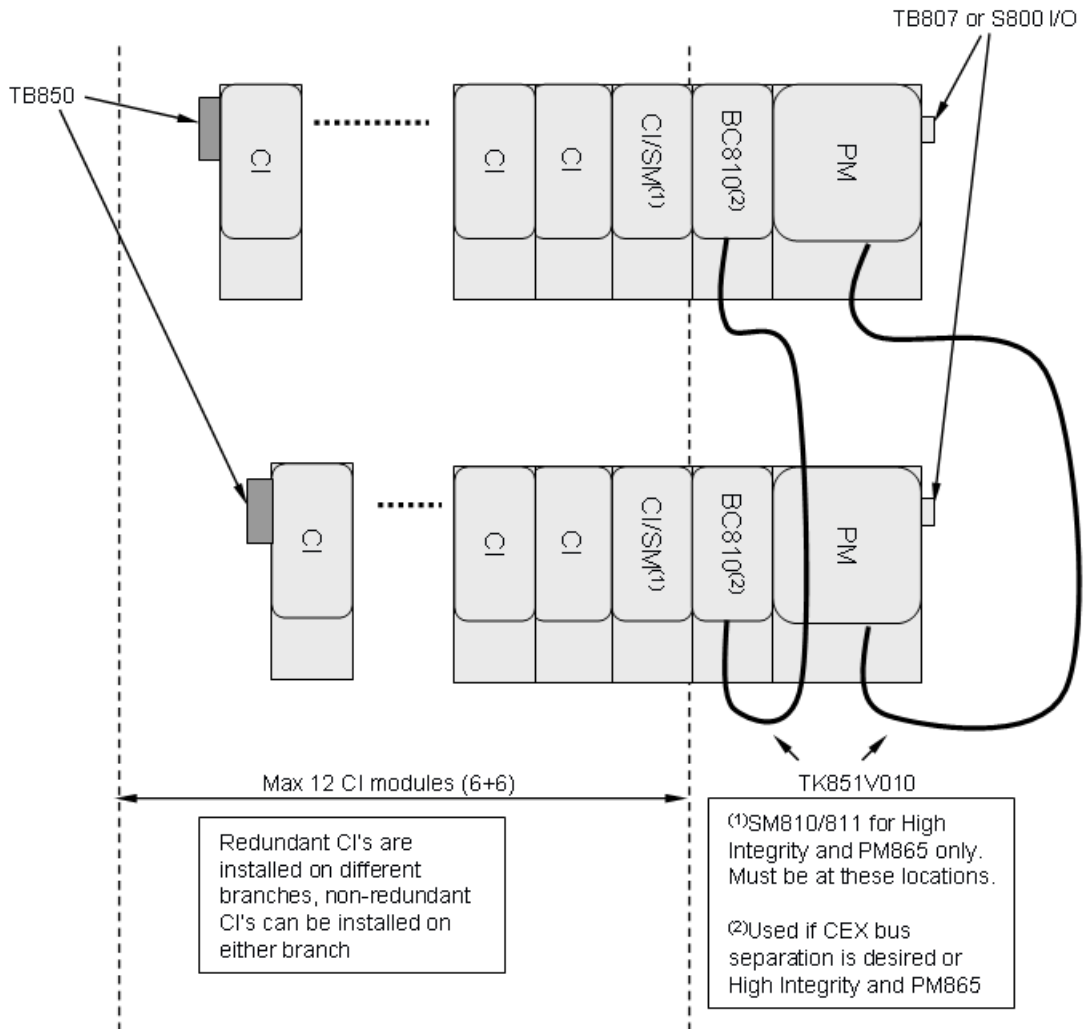 TB807 or S800 I/O
TB850
CI
CI
CI
CI/SM(1)
BC810(2)
PM
CI
CI
CI
CI/SM(1)
BC810(2)
PM
Max 12 CI modules (6+6)
TK851V010
Redundant CI's are
installed on different
branches, non-redundant
CI's can be installed on
either branch
(1)SM810/811 for High
Integrity and PM865 only.
Must be at these locations.
(2)Used if CEX bus
separation is desired or
High Integrity and PM865